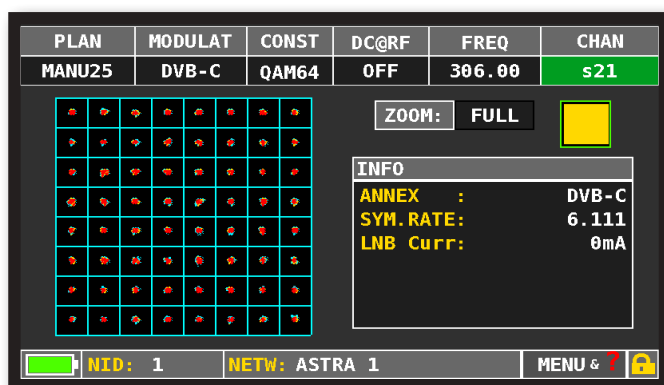 PLAN MODULAT CONST DC@RF FREQ CHAN
MANU25 DVB-C QAM64 OFF 306.00 s21
ZOOM: FULL
INFO
ANNEX : DVB-C
SYM.RATE: 6.111
LNB Curr: 0mA
NID: 1 NETW: ASTRA 1 MENU & ?